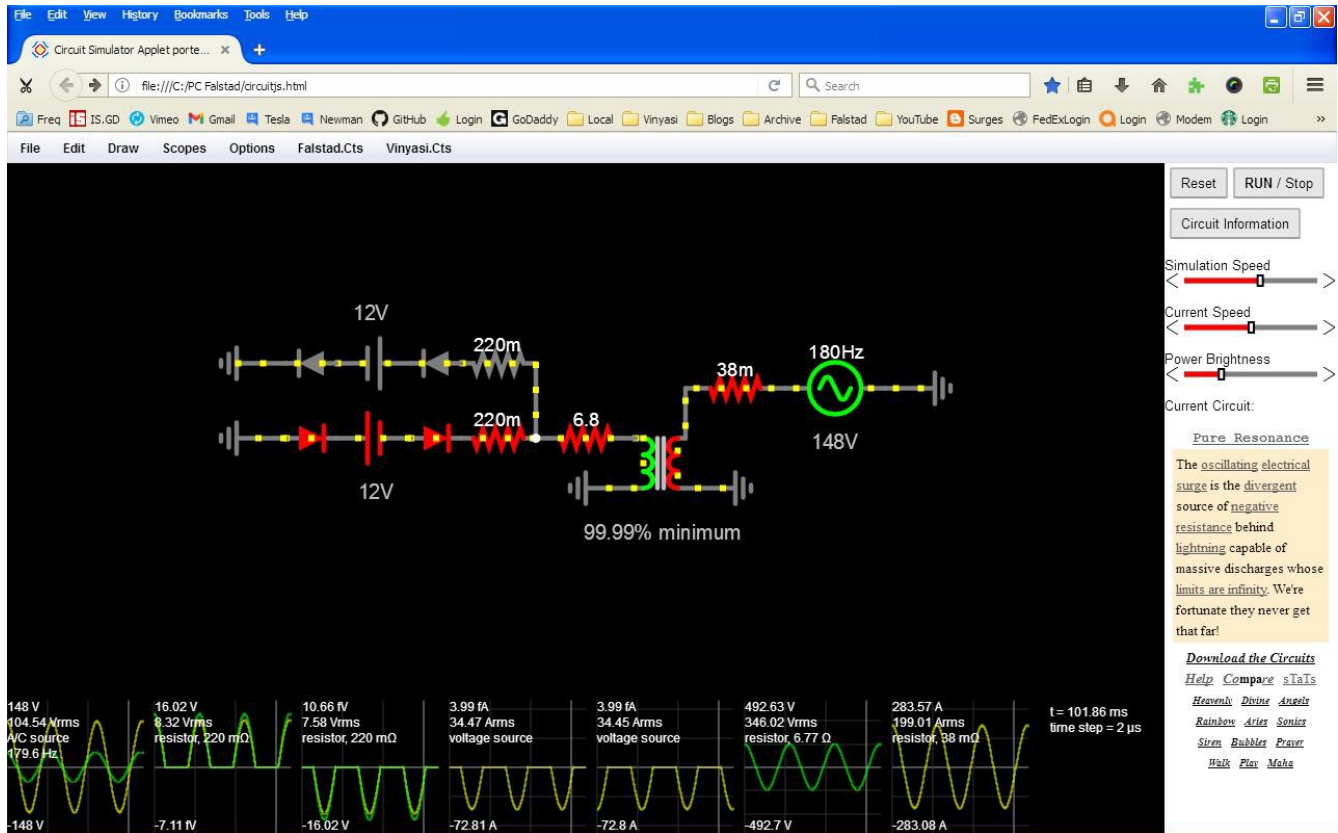 File Edit View History Bookmarks Tools Help
Circuit Simulator Applet porte...
file:///C:/PC Falstad/circuitjs.html
Search
Freq IS.GD Vimeo Gmail Tesla Newman GitHub Login GoDaddy Local Vinyasi Blogs Archive Falstad YouTube Surges FedExLogin Login Modem Login
File Edit Draw Scopes Options Falstad.Cts Vinyasi.Cts
Reset RUN / Stop
Circuit Information
Simulation Speed
Current Speed
Power Brightness
Current Circuit:
Pure Resonance
The oscillating electrical
surge is the divergent
source of negative
resistance behind
lightning capable of
massive discharges whose
limits are infinity. We're
fortunate they never get
that far!
Download the Circuits
Help Compare sTaTs
Heavenly Divine Angels
Rainbow Aries Sonics
Siren Bubbles Prayer
Walk Play Maha
12V
220m
180Hz
38m
220m
6.8
148V
12V
99.99% minimum
148 V
104.54 Vrms
A/C source
179.6 Hz
-148 V
16.02 V
8.32 Vrms
resistor, 220 mΩ
-7.11 fV
10.66 fV
7.58 Vrms
resistor, 220 mΩ
-16.02 V
3.99 fA
34.47 Arms
voltage source
-72.81 A
3.99 fA
34.45 Arms
voltage source
-72.8 A
492.63 V
346.02 Vrms
resistor, 6.77 Ω
-492.7 V
283.57 A
199.01 Arms
resistor, 38 mΩ
-283.08 A
t = 101.86 ms
time step = 2 µs